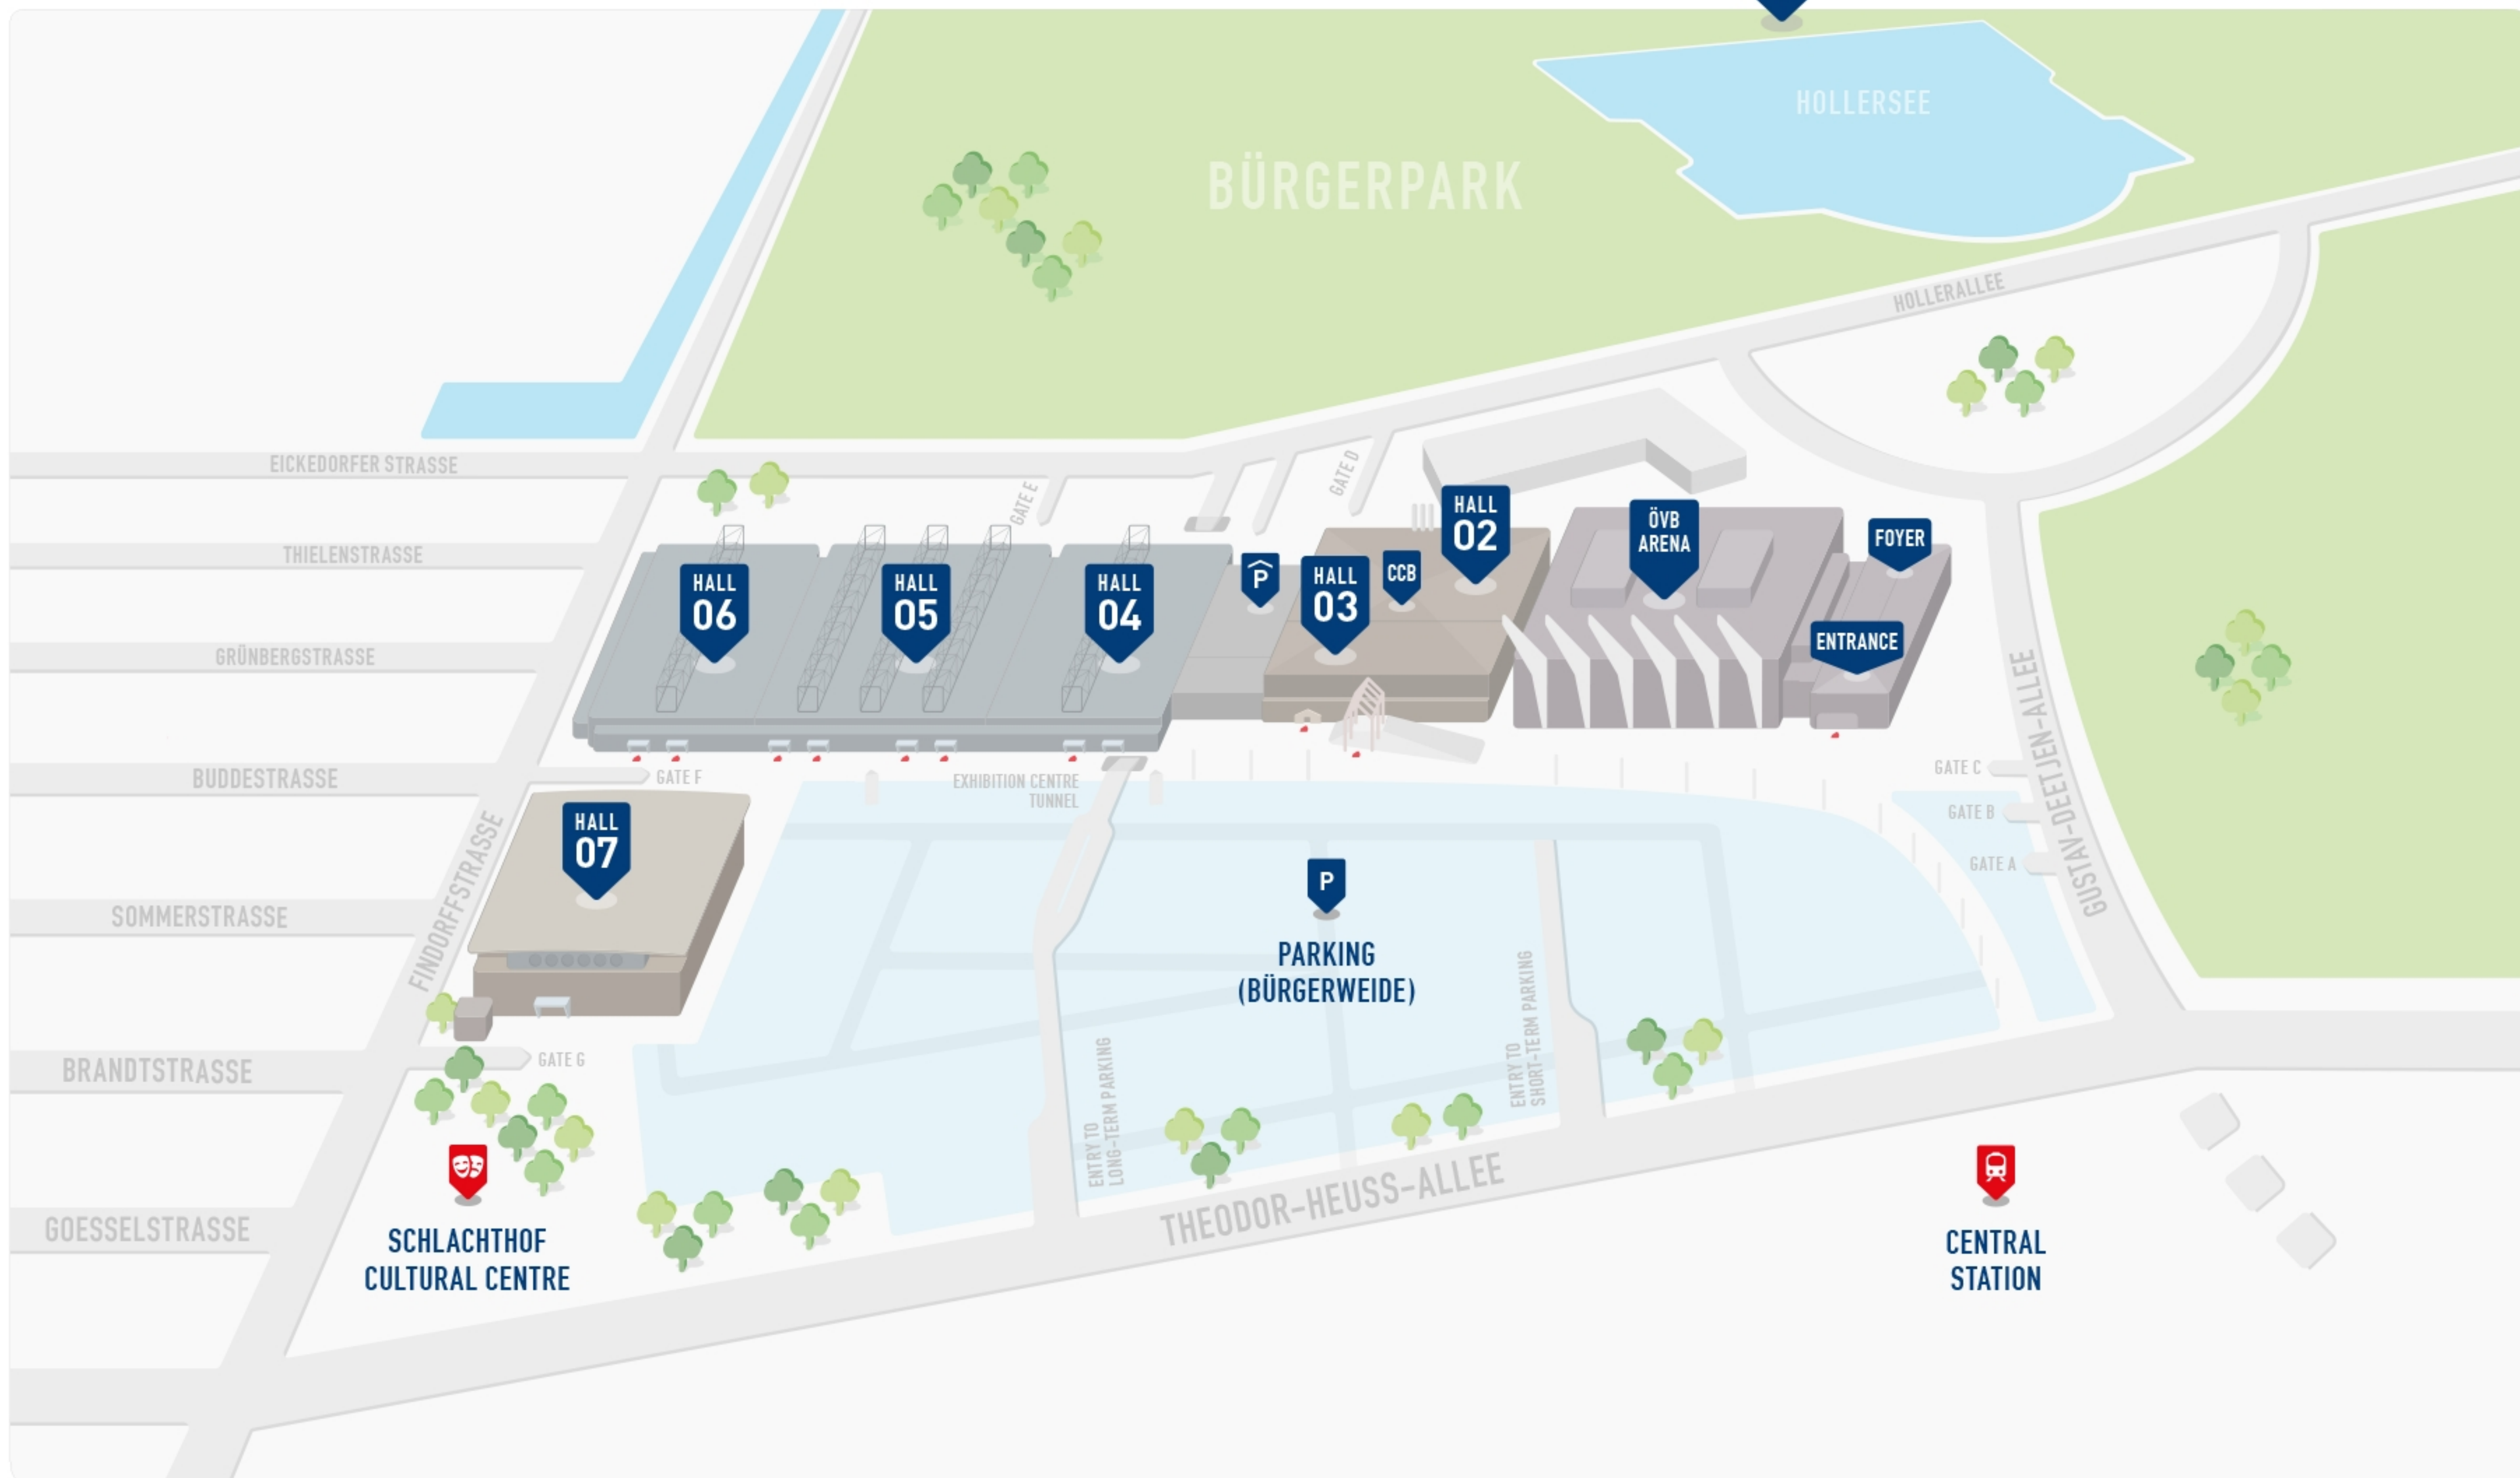 HOLLERSEE
BÜRGERPARK
HOLLERALLEE
EICKEDORFER STRASSE
GATE D
GATE E
HALL
02
ÖVB
ARENA
FOYER
THIELENSTRASSE
HALL
06
HALL
05
HALL
04
P
HALL
03
CCB
ENTRANCE
GRÜNBERGSTRASSE
GUSTAV-DEETJEN-ALLEE
BUDDESTRASSE
GATE F
EXHIBITION CENTRE
TUNNEL
GATE C
GATE B
GATE A
HALL
07
FINDORFFSTRASSE
P
PARKING
(BÜRGERWEIDE)
SOMMERSTRASSE
ENTRY TO
SHORT-TERM PARKING
ENTRY TO
LONG-TERM PARKING
BRANDTSTRASSE
GATE G
THEODOR-HEUSS-ALLEE
GOESSELSTRASSE
SCHLACHTHOF
CULTURAL CENTRE
CENTRAL
STATION